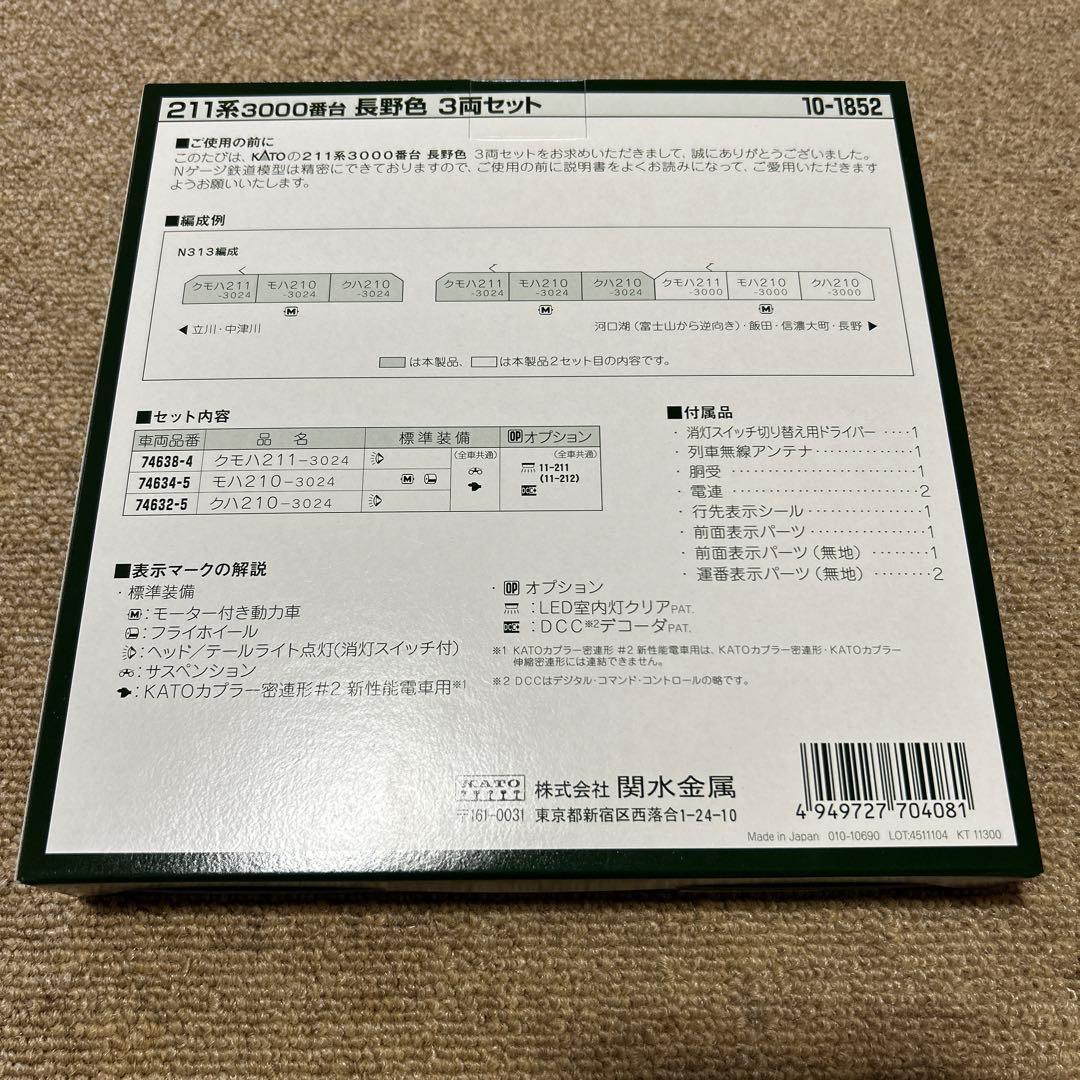 211系3000番台 長野色 3両セット 10-1852
■ご使用の前に
このたびは、KATOの211系3000番台 長野色 3両セットをお求めいただきまして、誠にありがとうございました。
Nゲージ鉄道模型は精密にできておりますので、ご使用の前に説明書をよくお読みになって、ご愛用いただきます
ようお願いいたします。
■編成例
N313編成
クモハ211 モハ210 クハ210 クモハ211 モハ210 クハ210 クモハ211 モハ210 クハ210
-3024 -3024 -3024 -3024 -3024 -3024 -3000 -3000 -3000
M M M
◀ 立川・中津川 河口湖（富士山から逆向き）・飯田・信濃大町・長野 ▶
は本製品、 は本製品2セット目の内容です。
■セット内容
車両品番 品 名 標準装備 OPオプション
74638-4 クモハ211-3024 (全車共通) (全車共通)
74634-5 モハ210-3024 M 11-211 (11-212)
74632-5 クハ210-3024 DCC
■付属品
・消灯スイッチ切り替え用ドライバー ‥‥1
・列車無線アンテナ‥‥‥‥‥‥‥1
・胴受 ‥‥‥‥‥‥‥‥‥‥‥‥1
・電連 ‥‥‥‥‥‥‥‥‥‥‥‥2
・行先表示シール‥‥‥‥‥‥‥‥1
・前面表示パーツ‥‥‥‥‥‥‥‥1
・前面表示パーツ（無地）‥‥‥‥‥1
・運番表示パーツ（無地）‥‥‥‥‥2
■表示マークの解説
・標準装備
M：モーター付き動力車
：フライホイール
：ヘッド／テールライト点灯(消灯スイッチ付)
：サスペンション
：KATOカプラー密連形#2 新性能電車用※1
・OP オプション
：LED室内灯クリアPAT.
DCC：DCC※2デコーダPAT.
※1 KATOカプラー密連形 #2 新性能電車用は、KATOカプラー密連形・KATOカプラー
伸縮密連形には連結できません。
※2 DCCはデジタル・コマンド・コントロールの略です。
KATO 株式会社 関水金属
〒161-0031 東京都新宿区西落合1-24-10
4 949727 704081
Made in Japan 010-10690 LOT:4511104 KT 11300